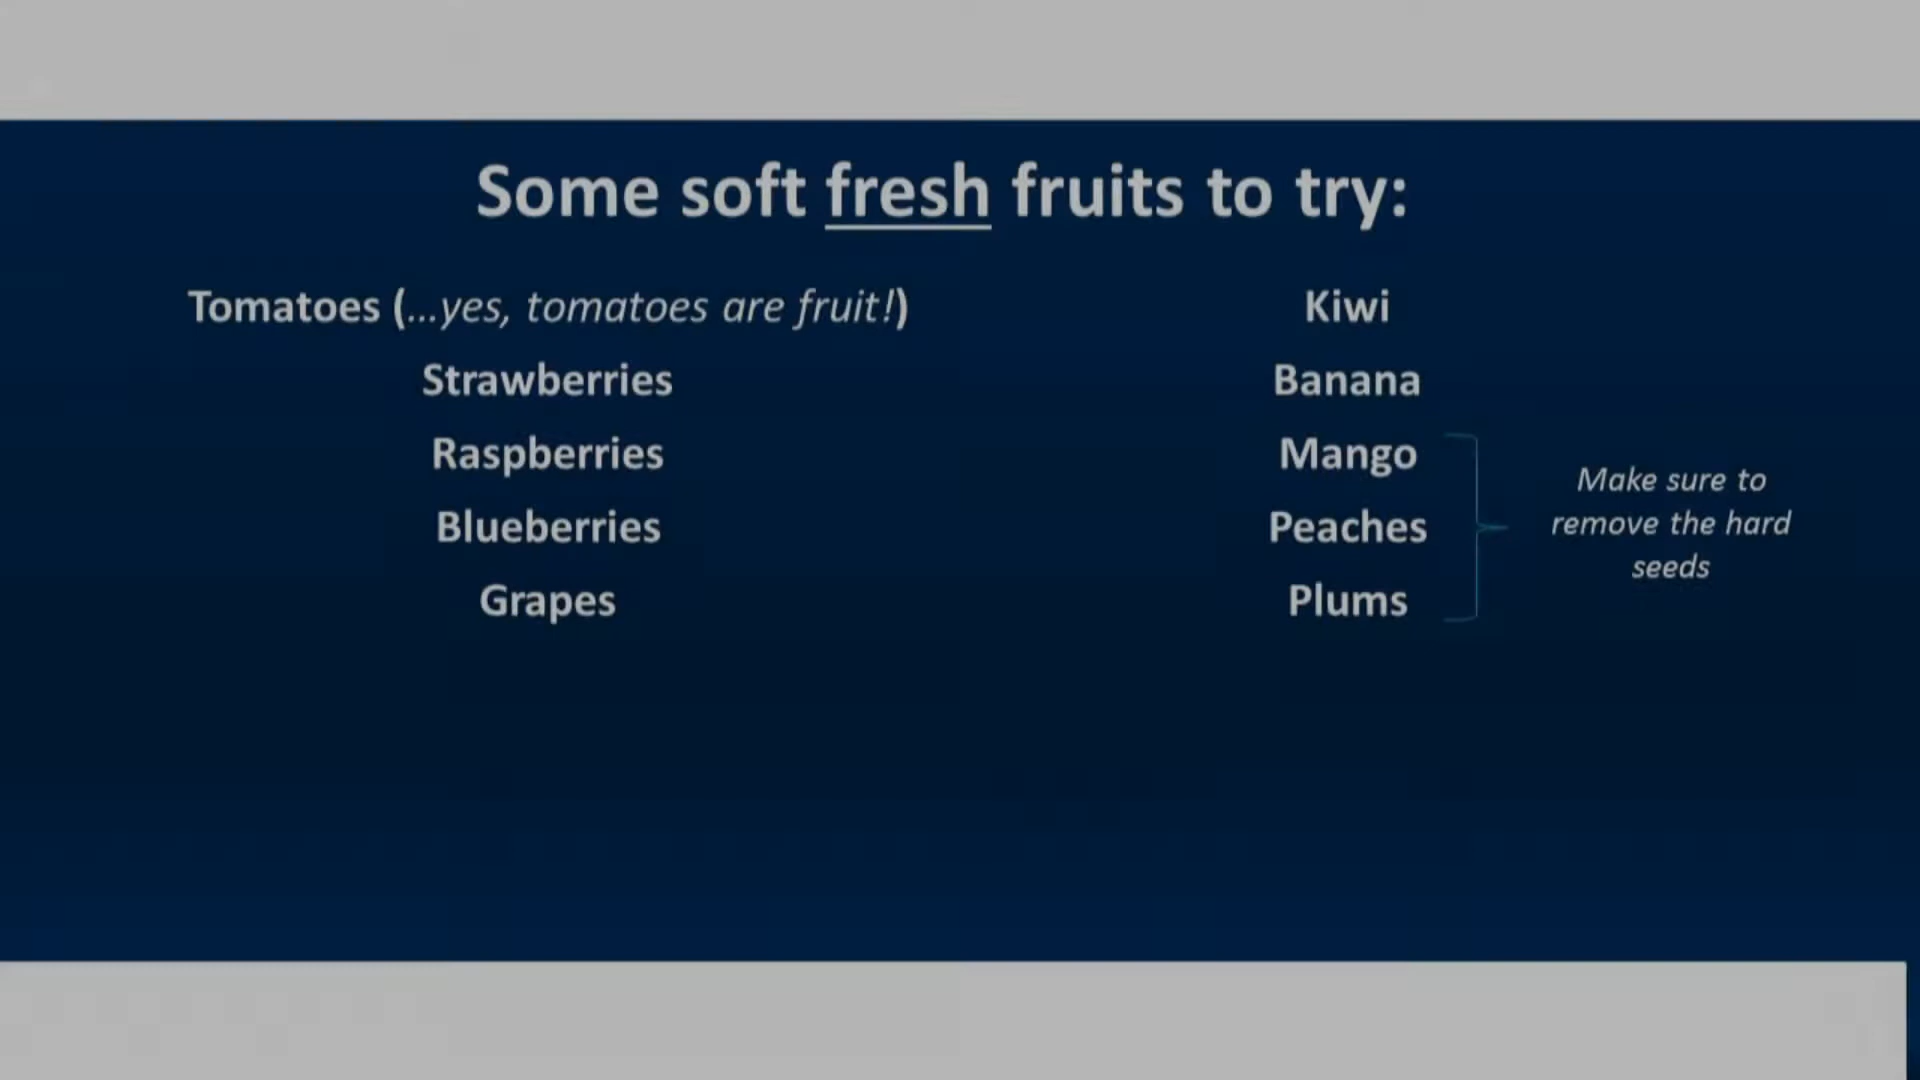 Some soft fresh fruits to try:
Tomatoes (...yes, tomatoes are fruit!)
Strawberries
Raspberries
Blueberries
Grapes
Kiwi
Banana
Mango
Peaches
Plums
Make sure to
remove the hard
seeds